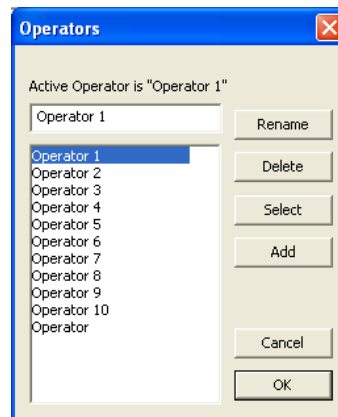 Operators
Active Operator is "Operator 1"
Operator 1
Rename
Operator 1
Operator 2
Operator 3
Operator 4
Operator 5
Operator 6
Operator 7
Operator 8
Operator 9
Operator 10
Operator
Delete
Select
Add
Cancel
OK